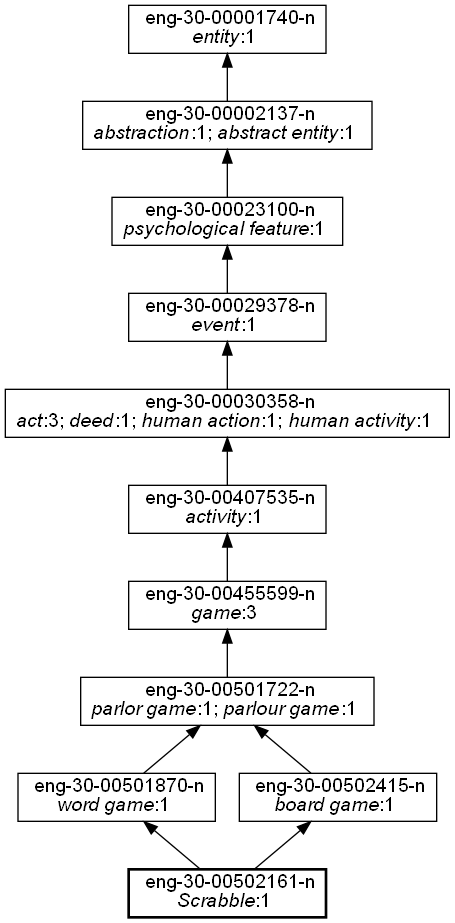 eng-30-00001740-n
entity:1
eng-30-00002137-n
abstraction:1; abstract entity:1
eng-30-00023100-n
psychological feature:1
eng-30-00029378-n
event:1
eng-30-00030358-n
act:3; deed:1; human action:1; human activity:1
eng-30-00407535-n
activity:1
eng-30-00455599-n
game:3
eng-30-00501722-n
parlor game:1; parlour game:1
eng-30-00501870-n
word game:1
eng-30-00502415-n
board game:1
eng-30-00502161-n
Scrabble:1